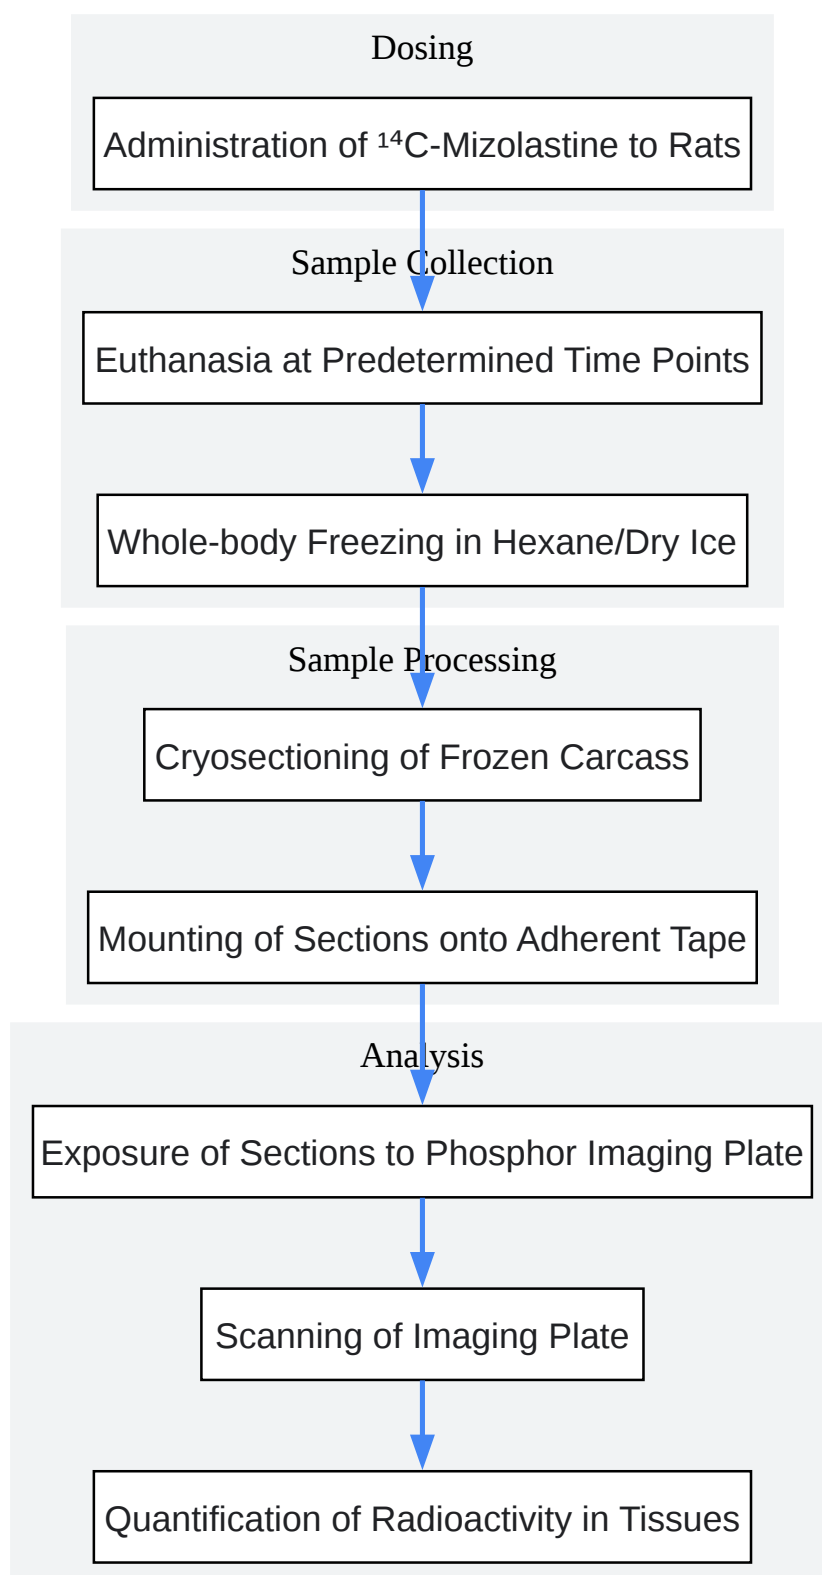 Dosing
Administration of ¹⁴C-Mizolastine to Rats
Sample Collection
Euthanasia at Predetermined Time Points
Whole-body Freezing in Hexane/Dry Ice
Sample Processing
Cryosectioning of Frozen Carcass
Mounting of Sections onto Adherent Tape
Analysis
Exposure of Sections to Phosphor Imaging Plate
Scanning of Imaging Plate
Quantification of Radioactivity in Tissues